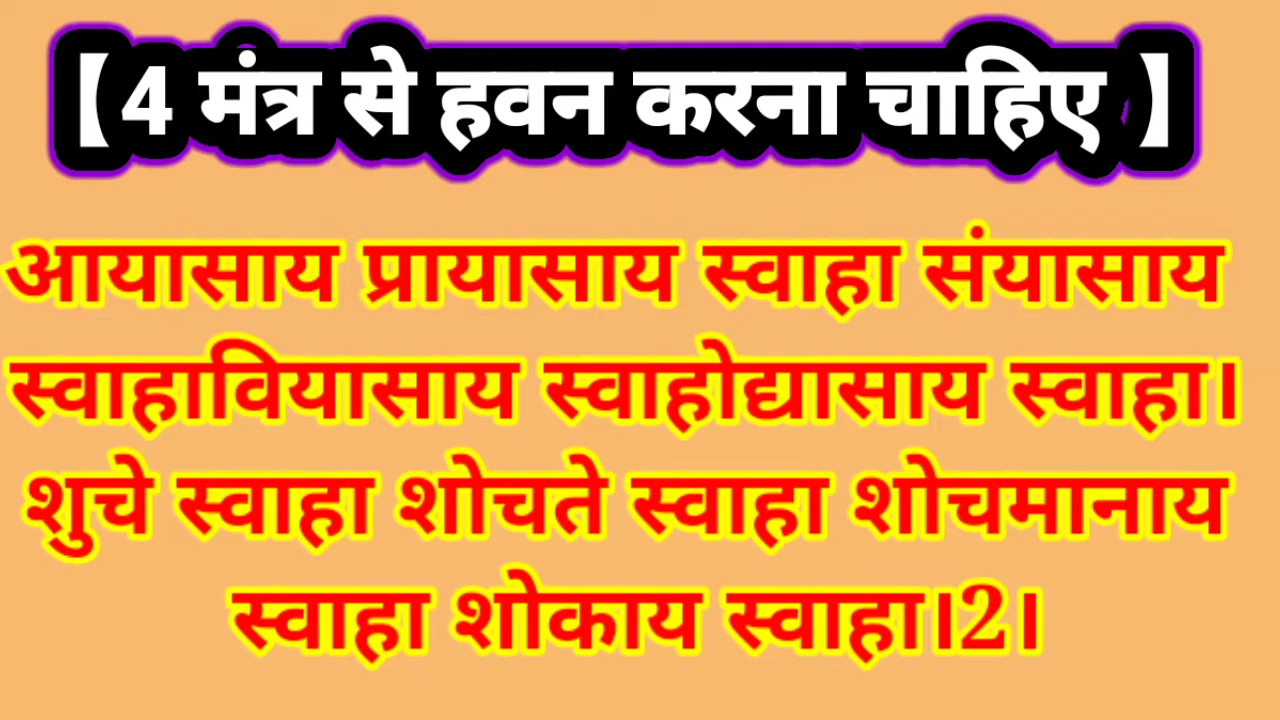 【4 मंत्र से हवन करना चाहिए 】
आयासाय प्रायासाय स्वाहा संयासाय
स्वाहावियासाय स्वाहोद्यासाय स्वाहा।
शुचे स्वाहा शोचते स्वाहा शोचमानाय
स्वाहा शोकाय स्वाहा।2।